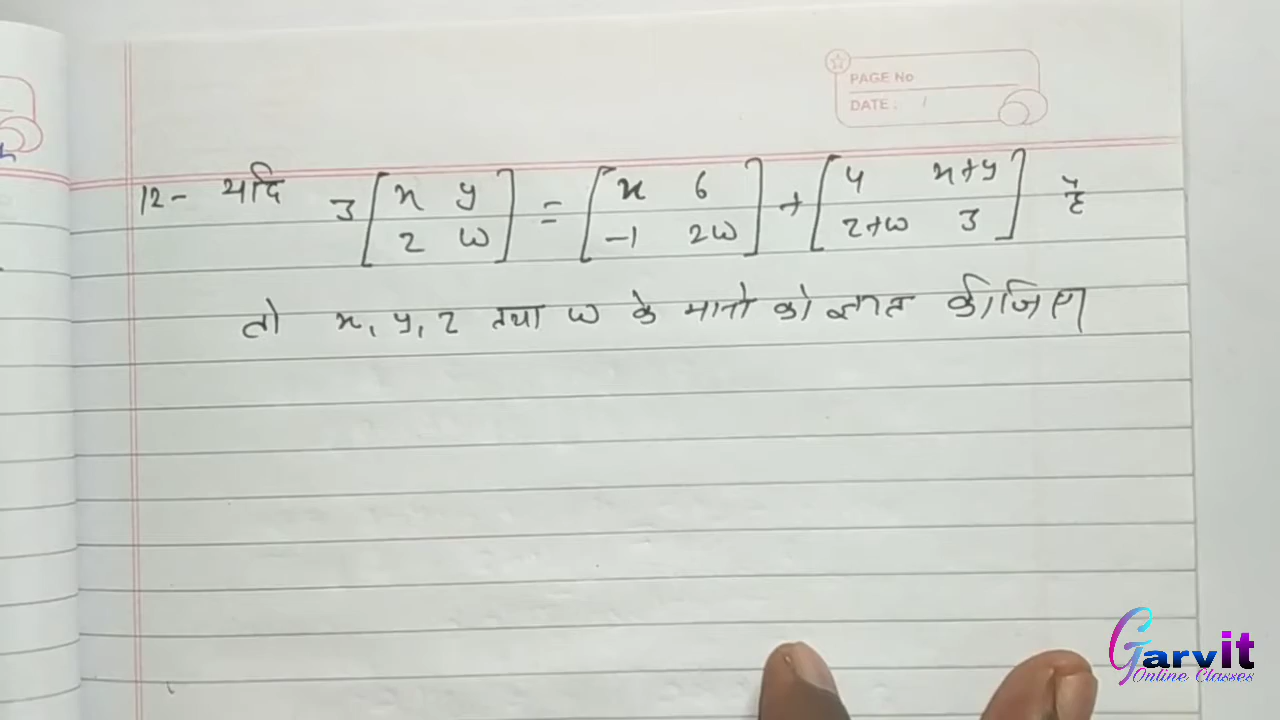 PAGE No
DATE :
12- यदि 3 [x y; z w] = [x 6; -1 2w] + [4 x+y; z+w 3] है
तो x, y, z तथा w के मानो को ज्ञात कीजिए
Garvit
Online Classes